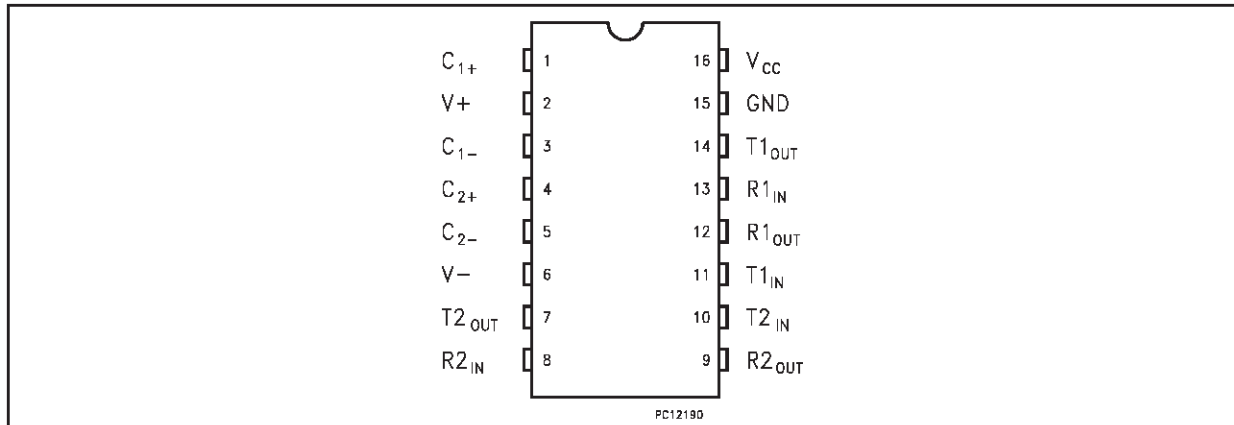 C1+ 1 16 VCC
V+ 2 15 GND
C1− 3 14 T1OUT
C2+ 4 13 R1IN
C2− 5 12 R1OUT
V− 6 11 T1IN
T2OUT 7 10 T2IN
R2IN 8 9 R2OUT
PC12190